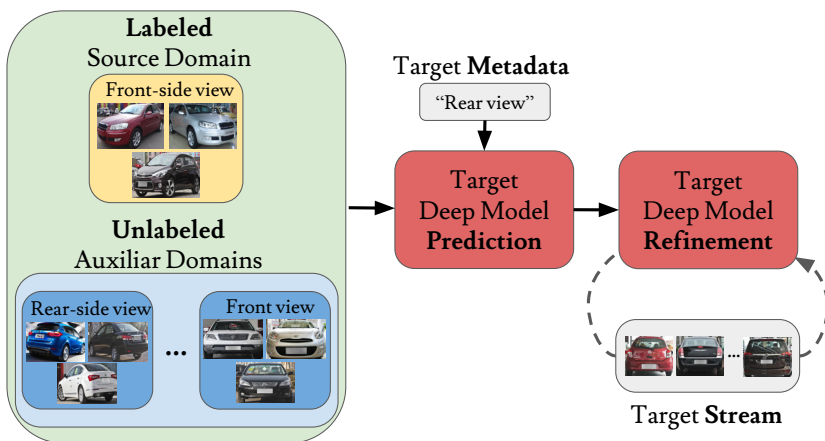 Labeled
Source Domain
Front-side view
Unlabeled
Auxiliar Domains
Rear-side view
...
Front view
Target Metadata
“Rear view”
Target
Deep Model
Prediction
Target
Deep Model
Refinement
...
Target Stream